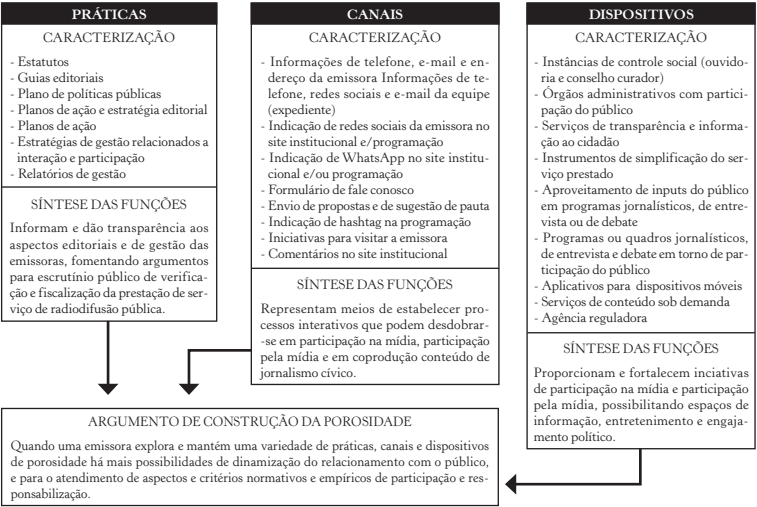 PRÁTICAS
CARACTERIZAÇÃO
- Estatutos
- Guias editoriais
- Plano de políticas públicas
- Planos de ação e estratégia editorial
- Planos de ação
- Estratégias de gestão relacionados a
interação e participação
- Relatórios de gestão
SÍNTESE DAS FUNÇÕES
Informam e dão transparência aos
aspectos editoriais e de gestão das
emissoras, fomentando argumentos
para escrutínio público de verifica-
ção e fiscalização da prestação de ser-
viço de radiodifusão pública.
CANAIS
CARACTERIZAÇÃO
- Informações de telefone, e-mail e en-
dereço da emissora Informações de te-
lefone, redes sociais e e-mail da equipe
(expediente)
- Indicação de redes sociais da emissora no
site institucional e/programação
- Indicação de WhatsApp no site institu-
cional e/ou programação
- Formulário de fale conosco
- Envio de propostas e de sugestão de pauta
- Indicação de hashtag na programação
- Iniciativas para visitar a emissora
- Comentários no site institucional
SÍNTESE DAS FUNÇÕES
Representam meios de estabelecer pro-
cessos interativos que podem desdobrar-
-se em participação na mídia, participação
pela mídia e em coprodução conteúdo de
jornalismo cívico.
DISPOSITIVOS
CARACTERIZAÇÃO
- Instâncias de controle social (ouvido-
ria e conselho curador)
- Órgãos administrativos com partici-
pação do público
- Serviços de transparência e informa-
ção ao cidadão
- Instrumentos de simplificação do ser-
viço prestado
- Aproveitamento de inputs do público
em programas jornalísticos, de entre-
vista ou de debate
- Programas ou quadros jornalísticos,
de entrevista e debate em torno de par-
ticipação do público
- Aplicativos para dispositivos móveis
- Serviços de conteúdo sob demanda
- Agência reguladora
SÍNTESE DAS FUNÇÕES
Proporcionam e fortalecem inciativas
de participação na mídia e participação
pela mídia, possibilitando espaços de
informação, entretenimento e engaja-
mento político.
ARGUMENTO DE CONSTRUÇÃO DA POROSIDADE
Quando uma emissora explora e mantém uma variedade de práticas, canais e dispositivos
de porosidade há mais possibilidades de dinamização do relacionamento com o público,
e para o atendimento de aspectos e critérios normativos e empíricos de participação e res-
ponsabilização.